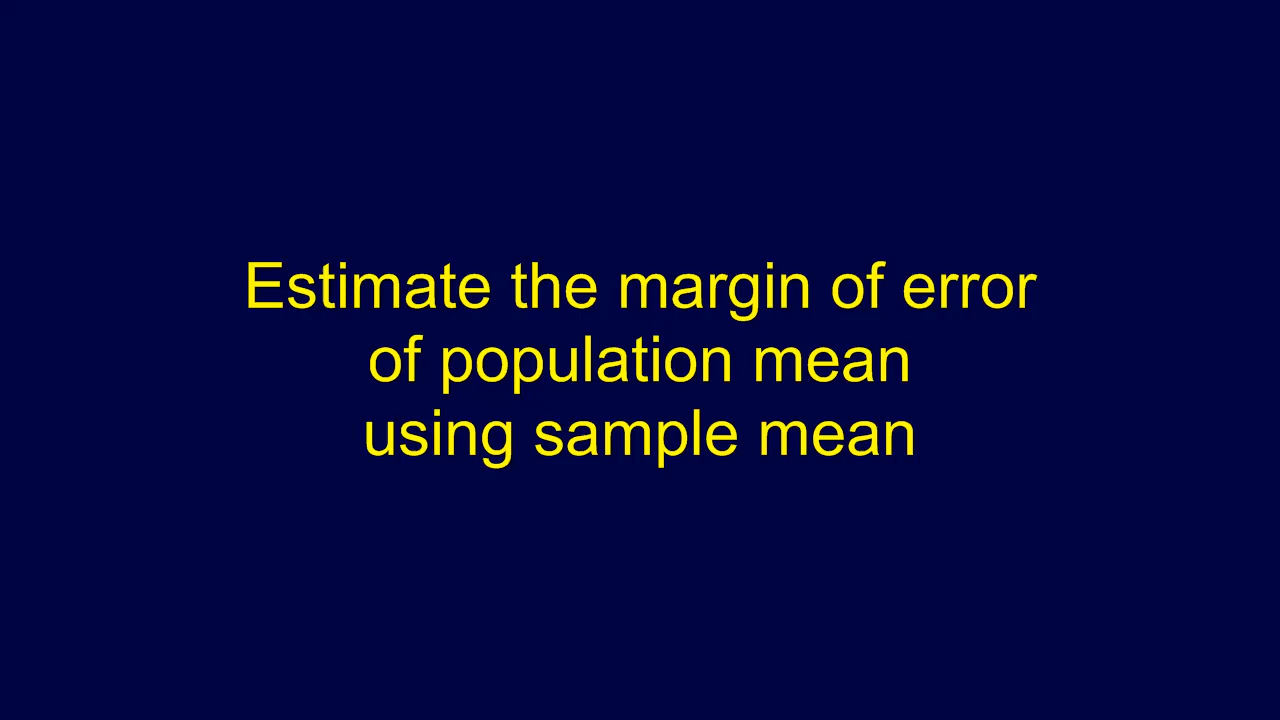 Estimate the margin of error
of population mean
using sample mean